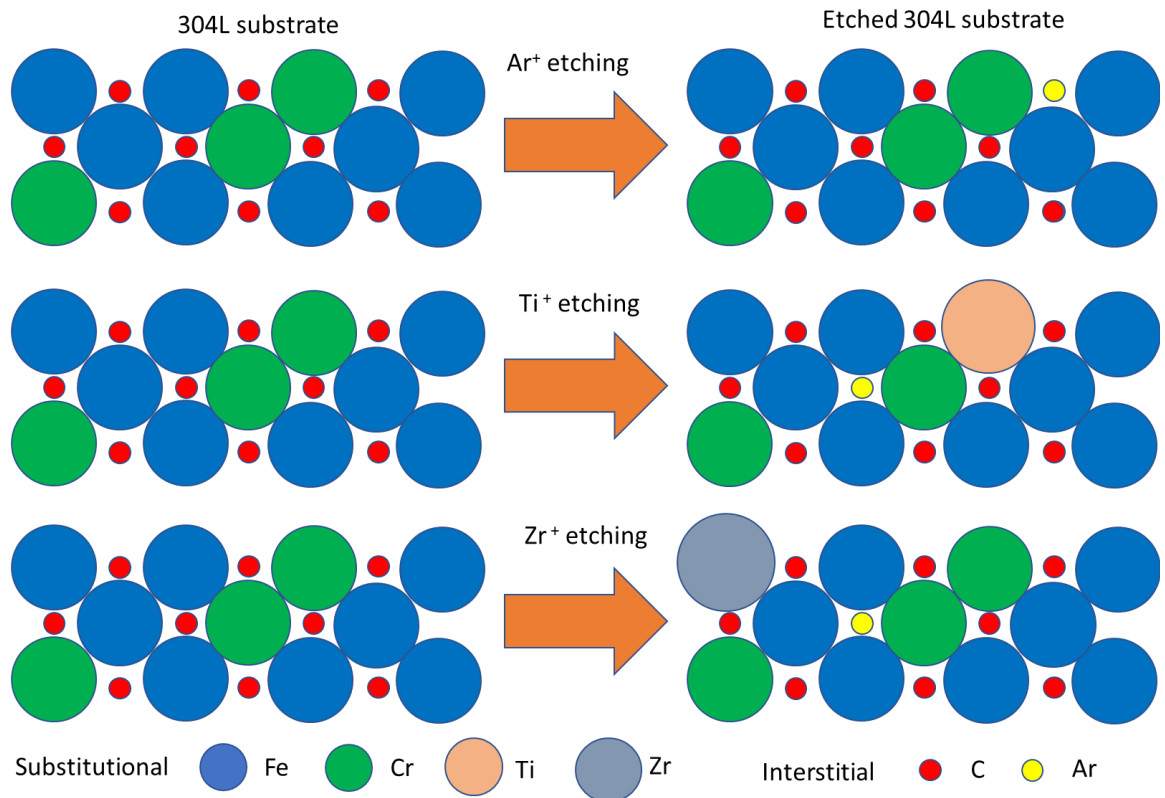 304L substrate
Etched 304L substrate
Ar⁺ etching
Ti⁺ etching
Zr⁺ etching
Substitutional Fe Cr Ti Zr Interstitial C Ar